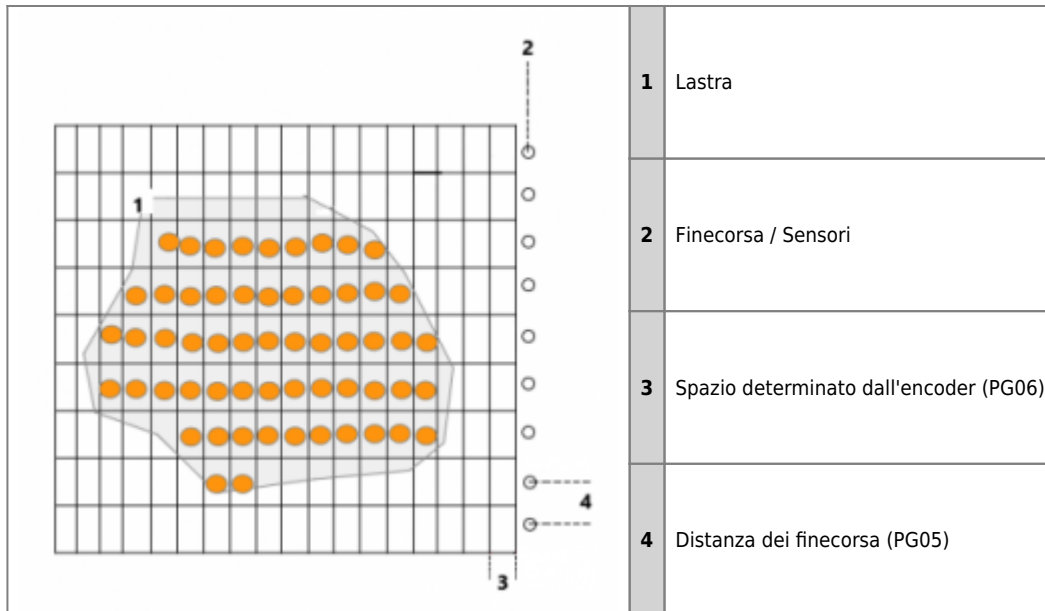 2
1
4
3
1 Lastra
2 Finecorsa / Sensori
3 Spazio determinato dall'encoder (PG06)
4 Distanza dei finecorsa (PG05)